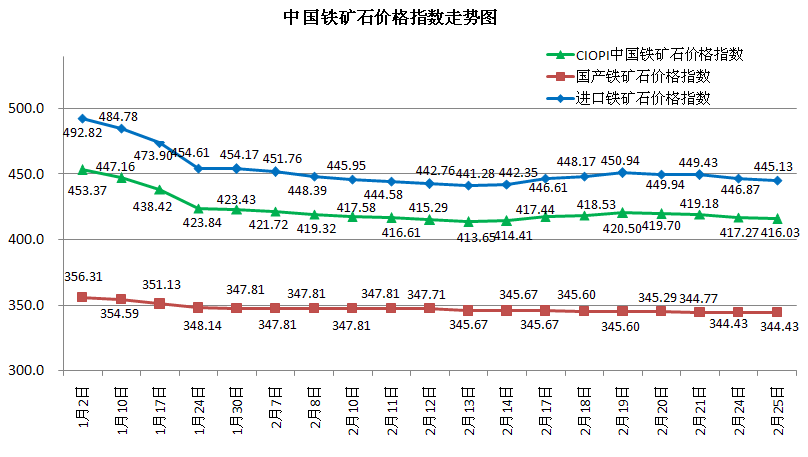 中国铁矿石价格指数走势图
CIOPI中国铁矿石价格指数
国产铁矿石价格指数
进口铁矿石价格指数
500.0
450.0
400.0
350.0
300.0
492.82
484.78
473.90
454.61
454.17
451.76
448.39
445.95
444.58
442.76
441.28
442.35
446.61
448.17
450.94
449.94
449.43
446.87
445.13
453.37
447.16
438.42
423.84
423.43
421.72
419.32
417.58
416.61
415.29
413.65
414.41
417.44
418.53
420.50
419.70
419.18
417.27
416.03
356.31
354.59
351.13
348.14
347.81
347.81
347.81
347.81
347.81
347.71
345.67
345.67
345.67
345.60
345.60
345.29
344.77
344.43
344.43
1月2日
1月10日
1月17日
1月24日
1月30日
2月7日
2月8日
2月10日
2月11日
2月12日
2月13日
2月14日
2月17日
2月18日
2月19日
2月20日
2月21日
2月24日
2月25日